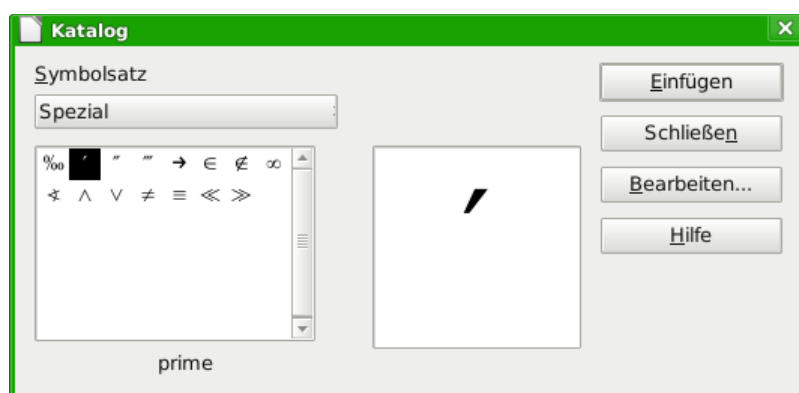 Katalog
Symbolsatz
Spezial
‰ ′ ″ ‴ → ∈ ∉ ∞
∢ ∧ ∨ ≠ ≡ ≪ ≫
prime
′
Einfügen
Schließen
Bearbeiten...
Hilfe